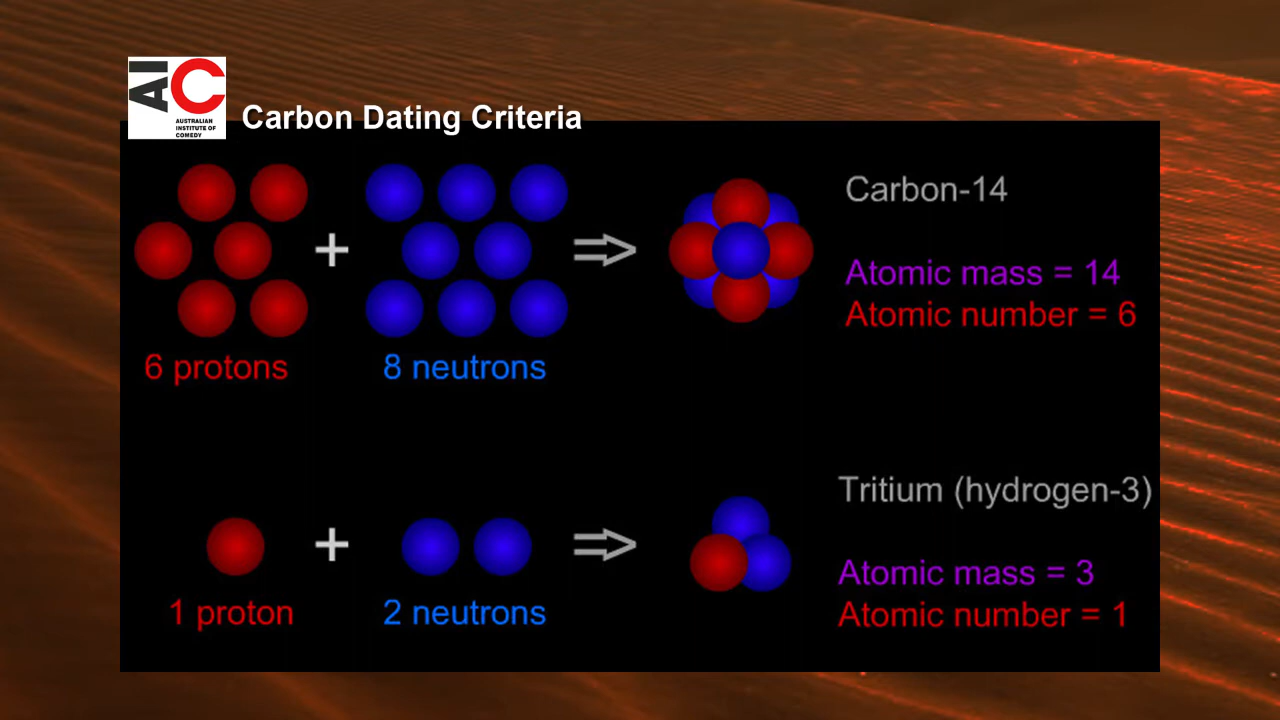 AIC
AUSTRALIAN
INSTITUTE OF
COMEDY
Carbon Dating Criteria
+
Carbon-14
Atomic mass = 14
Atomic number = 6
6 protons
8 neutrons
Tritium (hydrogen-3)
+
Atomic mass = 3
Atomic number = 1
1 proton
2 neutrons